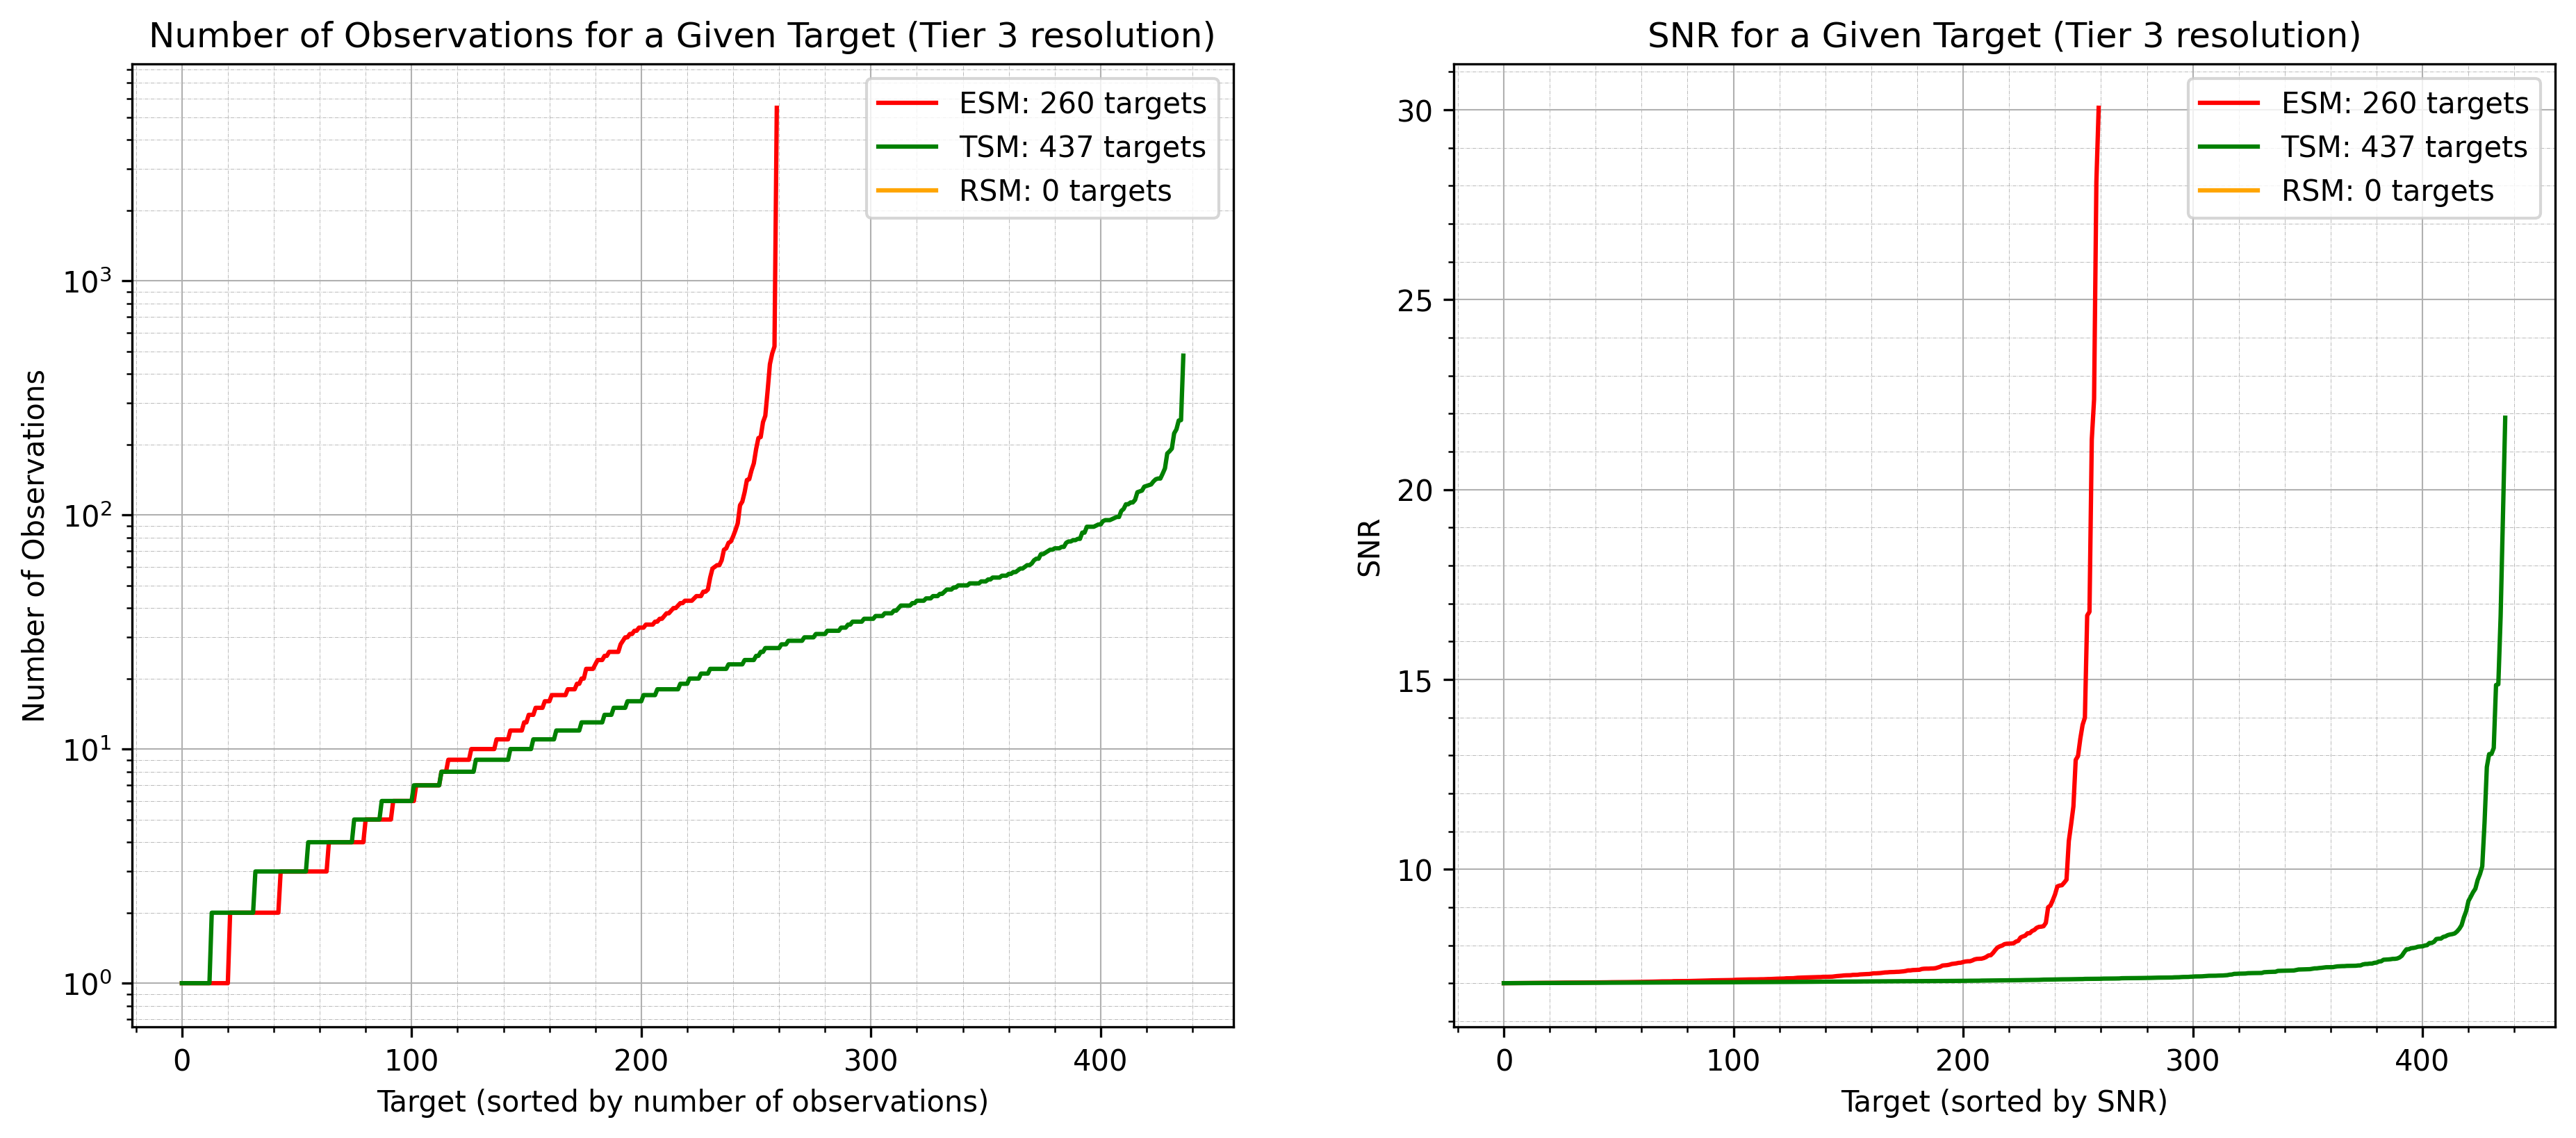 Number of Observations for a Given Target (Tier 3 resolution)
ESM: 260 targets
TSM: 437 targets
RSM: 0 targets
10³
10²
10¹
10⁰
Number of Observations
0 100 200 300 400
Target (sorted by number of observations)
SNR for a Given Target (Tier 3 resolution)
ESM: 260 targets
TSM: 437 targets
RSM: 0 targets
30
25
20
15
10
SNR
0 100 200 300 400
Target (sorted by SNR)